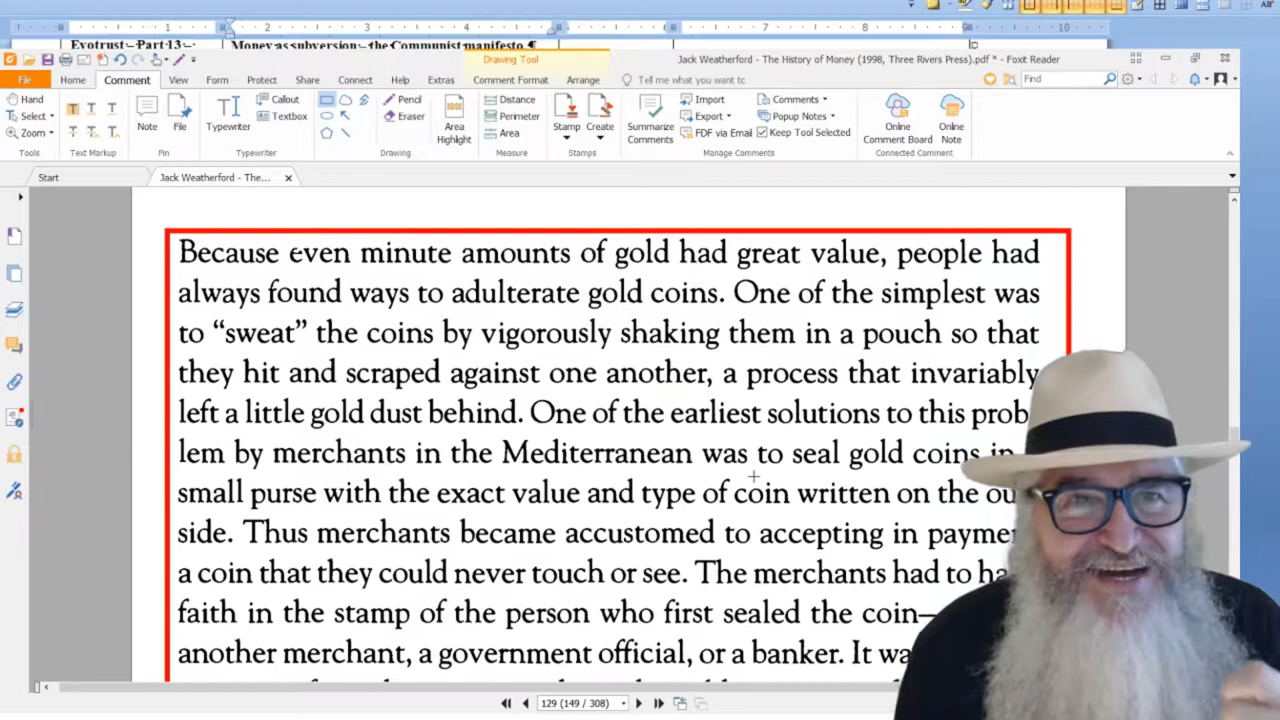 Evotrust – Part 13 –: Money as subversion – the Communist manifesto ¶
Drawing Tool
Jack Weatherford - The History of Money (1998, Three Rivers Press).pdf * - Foxit Reader
File Home Comment View Form Protect Share Connect Help Extras Comment Format Arrange Tell me what you want... Find
Hand
Select
Zoom
Tools
Text Markup
Note
File
Pin
Typewriter
Callout
Textbox
Typewriter
Pencil
Eraser
Area Highlight
Drawing
Distance
Perimeter
Area
Measure
Stamp
Create
Stamps
Summarize Comments
Import
Export
FDF via Email
Comments
Popup Notes
Keep Tool Selected
Manage Comments
Online Comment Board
Online Note
Connected Comment
Start
Jack Weatherford - The...
Because even minute amounts of gold had great value, people had
always found ways to adulterate gold coins. One of the simplest was
to “sweat” the coins by vigorously shaking them in a pouch so that
they hit and scraped against one another, a process that invariably
left a little gold dust behind. One of the earliest solutions to this prob
lem by merchants in the Mediterranean was to seal gold coins in
small purse with the exact value and type of coin written on the ou
side. Thus merchants became accustomed to accepting in paymen
a coin that they could never touch or see. The merchants had to ha
faith in the stamp of the person who first sealed the coin—
another merchant, a government official, or a banker. It wa
129 (149 / 308)